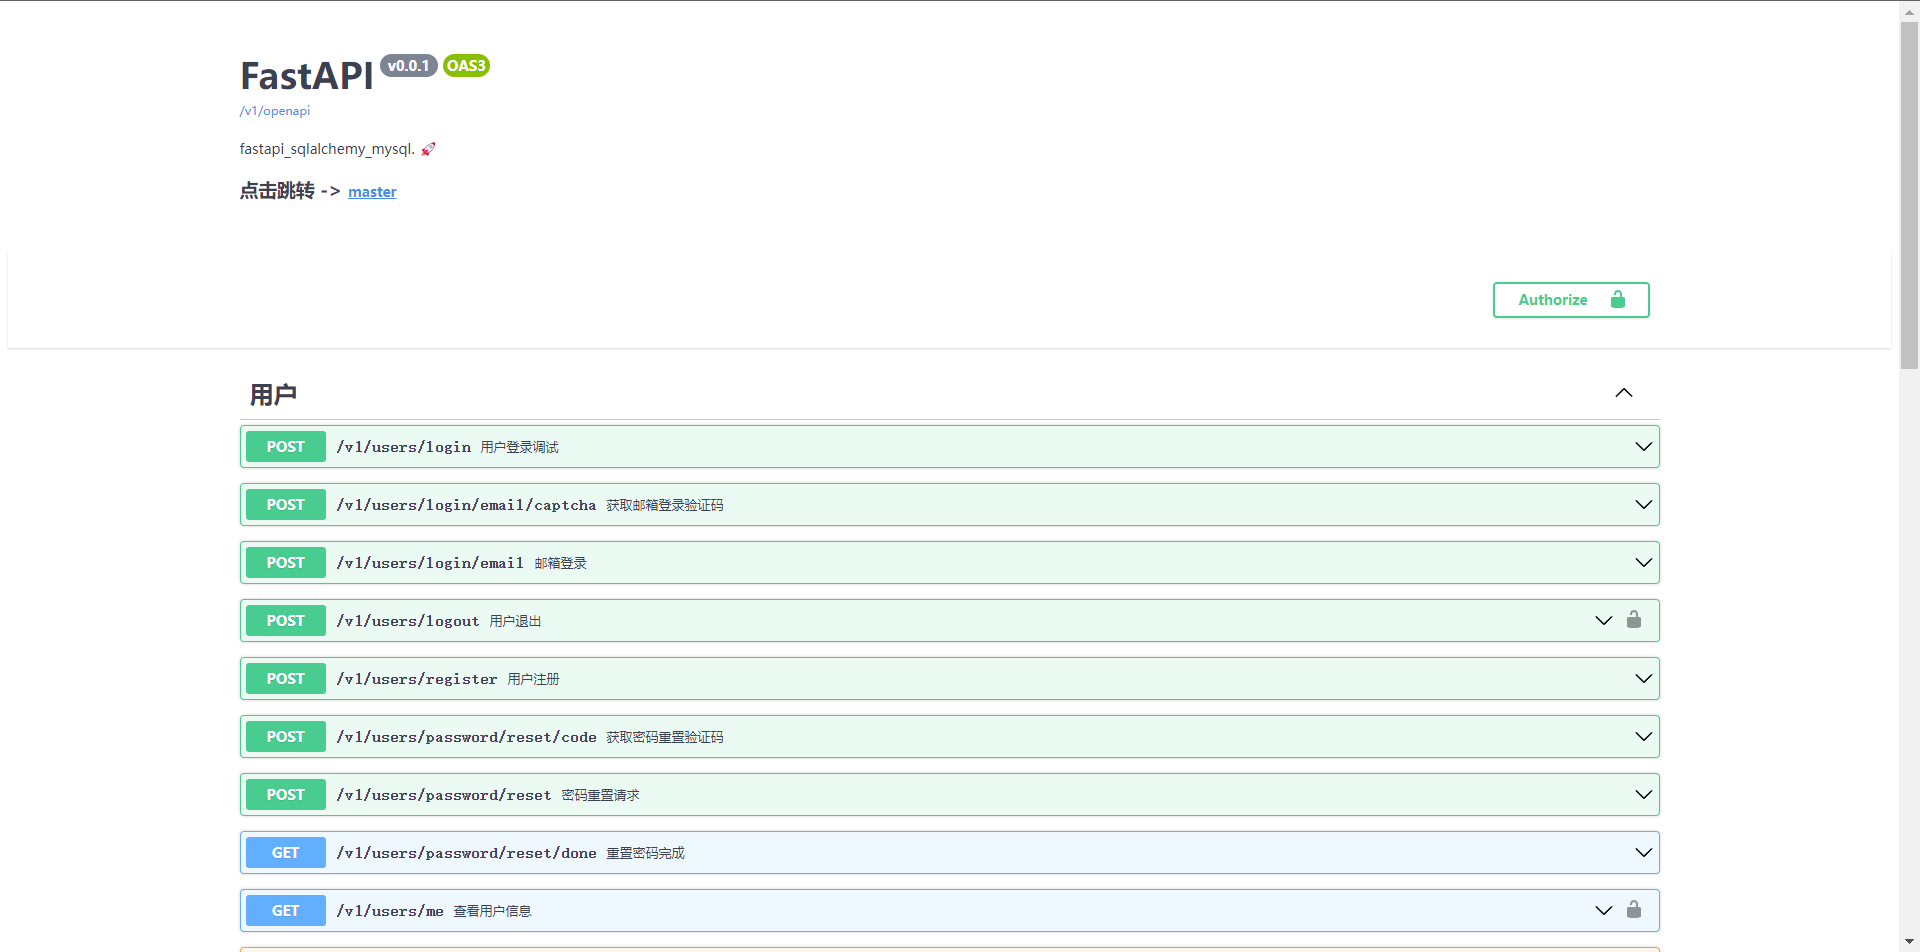 FastAPI v0.0.1 OAS3
/v1/openapi
fastapi_sqlalchemy_mysql. 🚀
点击跳转 -> master
Authorize
用户
POST /v1/users/login 用户登录调试
POST /v1/users/login/email/captcha 获取邮箱登录验证码
POST /v1/users/login/email 邮箱登录
POST /v1/users/logout 用户退出
POST /v1/users/register 用户注册
POST /v1/users/password/reset/code 获取密码重置验证码
POST /v1/users/password/reset 密码重置请求
GET /v1/users/password/reset/done 重置密码完成
GET /v1/users/me 查看用户信息